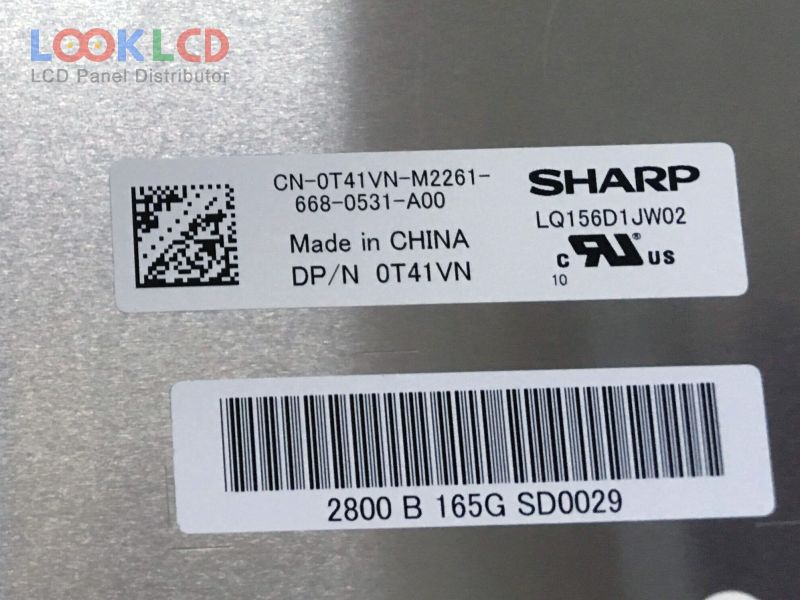 LOOKLCD
LCD Panel Distributor
CN-0T41VN-M2261-
668-0531-A00
Made in CHINA
DP/N 0T41VN
SHARP
LQ156D1JW02
c RU ® US
10
2800 B 165G SD0029